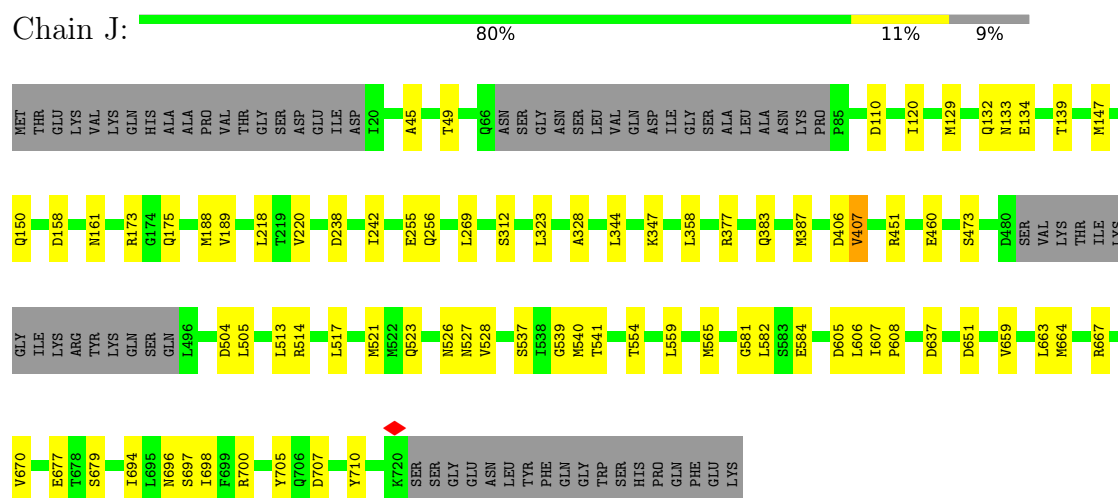 Chain J:
80% 11% 9%
MET THR GLU LYS VAL LYS GLN HIS ALA ALA PRO VAL THR GLY SER ASP GLU ILE ASP I20 A45 T49 Q66 ASN SER GLY ASN SER LEU VAL GLN ASP ILE GLY SER ALA LEU ALA ASN LYS PRO P85 D110 I120 M129 Q132 N133 E134 T139 M147
Q150 D158 N161 R173 G174 Q175 M188 V189 L218 T219 V220 D238 I242 E255 Q256 L269 S312 L323 A328 L344 K347 L358 R377 Q383 M387 D406 V407 R451 E460 S473 D480 SER VAL LYS THR ILE LYS
GLY ILE LYS ARG TYR LYS GLN SER GLN L496 D504 L505 L513 R514 L517 M521 M522 Q523 N526 N527 V528 S537 I538 G539 M540 T541 T554 L559 M565 G581 L582 S583 E584 D605 L606 I607 P608 D637 D651 V659 L663 M664 R667
V670 E677 T678 S679 I694 L695 N696 S697 I698 F699 R700 Y705 Q706 D707 Y710 K720 SER SER GLY GLU ASN LEU TYR PHE GLN GLY TRP SER HIS PRO GLN PHE GLU LYS